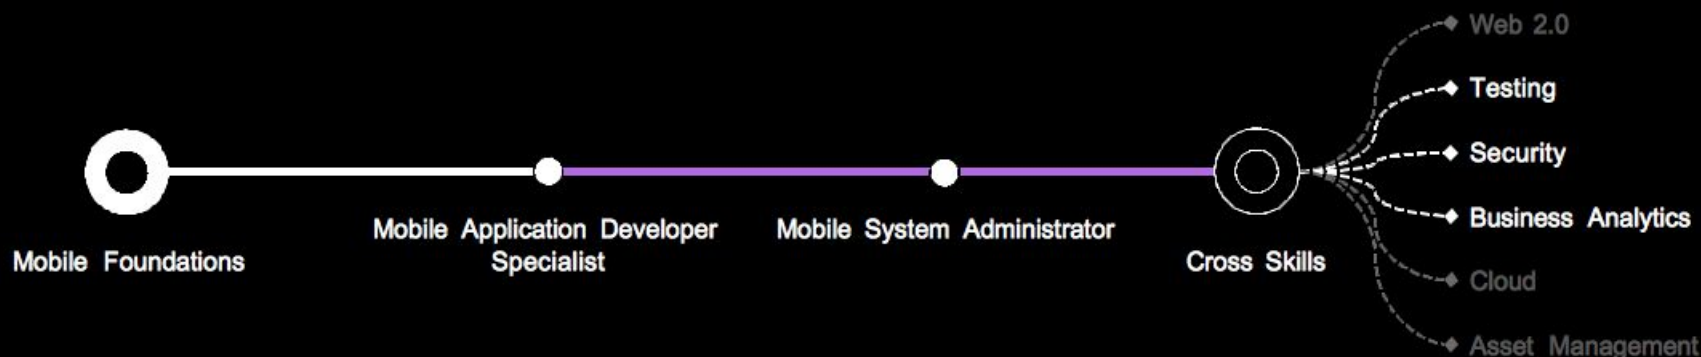 Mobile Foundations
Mobile Application Developer
Specialist
Mobile System Administrator
Cross Skills
Web 2.0
Testing
Security
Business Analytics
Cloud
Asset Management